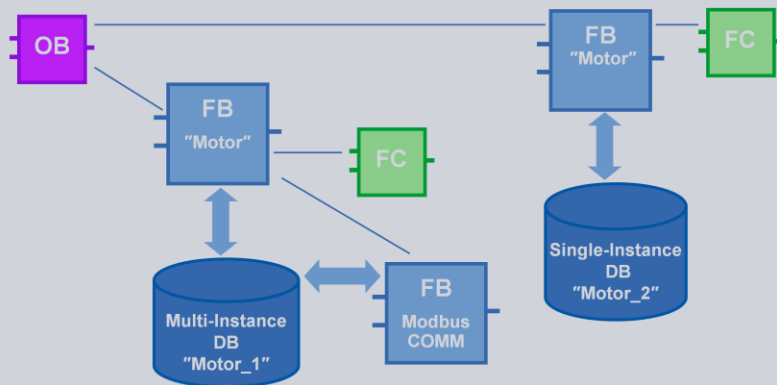 OB
FB
"Motor"
FC
FB
"Motor"
FC
Single-Instance
DB
"Motor_2"
Multi-Instance
DB
"Motor_1"
FB
Modbus
COMM